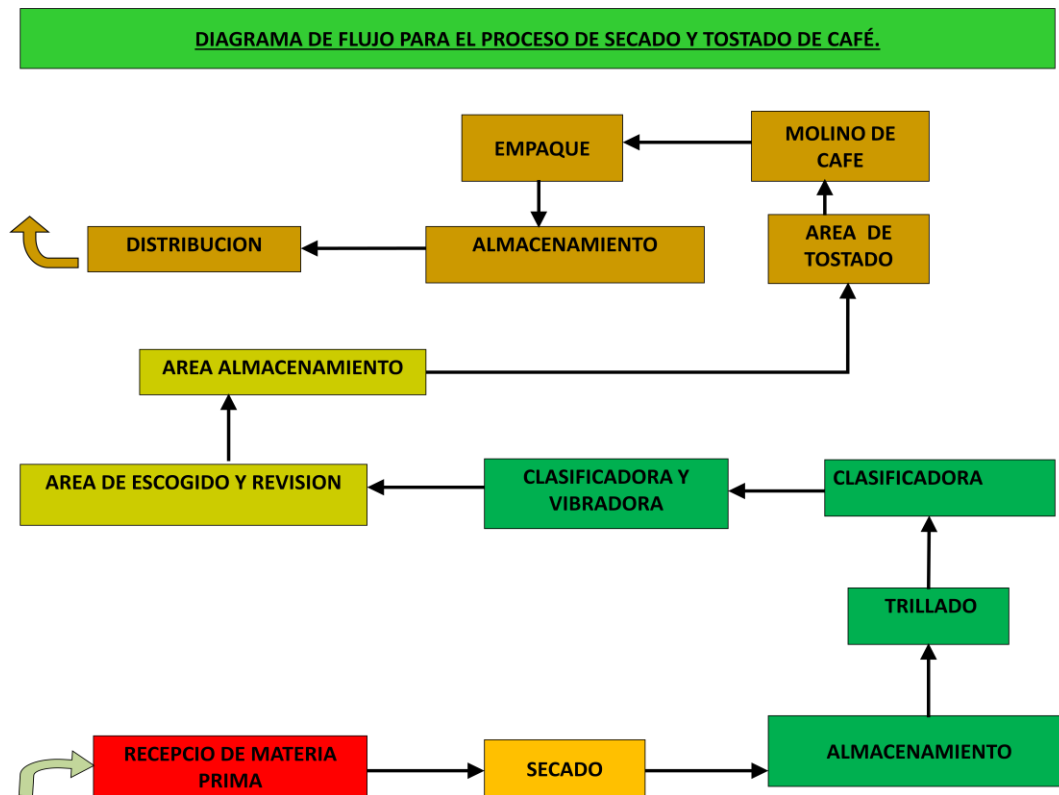 DIAGRAMA DE FLUJO PARA EL PROCESO DE SECADO Y TOSTADO DE CAFÉ.
EMPAQUE
MOLINO DE
CAFE
DISTRIBUCION
ALMACENAMIENTO
AREA DE
TOSTADO
AREA ALMACENAMIENTO
AREA DE ESCOGIDO Y REVISION
CLASIFICADORA Y
VIBRADORA
CLASIFICADORA
TRILLADO
RECEPCIO DE MATERIA
PRIMA
SECADO
ALMACENAMIENTO